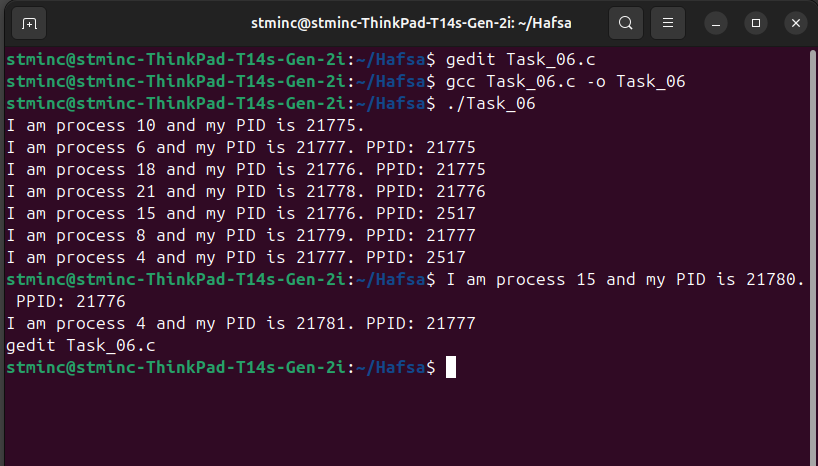 stminc@stminc-ThinkPad-T14s-Gen-2i: ~/Hafsa
stminc@stminc-ThinkPad-T14s-Gen-2i:~/Hafsa$ gedit Task_06.c
stminc@stminc-ThinkPad-T14s-Gen-2i:~/Hafsa$ gcc Task_06.c -o Task_06
stminc@stminc-ThinkPad-T14s-Gen-2i:~/Hafsa$ ./Task_06
I am process 10 and my PID is 21775.
I am process 6 and my PID is 21777. PPID: 21775
I am process 18 and my PID is 21776. PPID: 21775
I am process 21 and my PID is 21778. PPID: 21776
I am process 15 and my PID is 21776. PPID: 2517
I am process 8 and my PID is 21779. PPID: 21777
I am process 4 and my PID is 21777. PPID: 2517
stminc@stminc-ThinkPad-T14s-Gen-2i:~/Hafsa$ I am process 15 and my PID is 21780.
 PPID: 21776
I am process 4 and my PID is 21781. PPID: 21777
gedit Task_06.c
stminc@stminc-ThinkPad-T14s-Gen-2i:~/Hafsa$